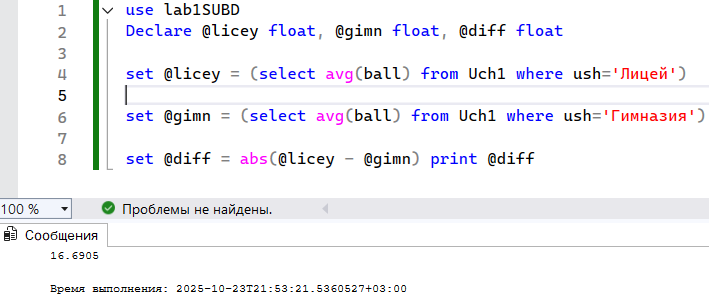 1 use lab1SUBD
2 Declare @licey float, @gimn float, @diff float
3
4 set @licey = (select avg(ball) from Uch1 where ush='Лицей')
5
6 set @gimn = (select avg(ball) from Uch1 where ush='Гимназия')
7
8 set @diff = abs(@licey - @gimn) print @diff
100 % Проблемы не найдены.
Сообщения
16.6905
Время выполнения: 2025-10-23T21:53:21.5360527+03:00